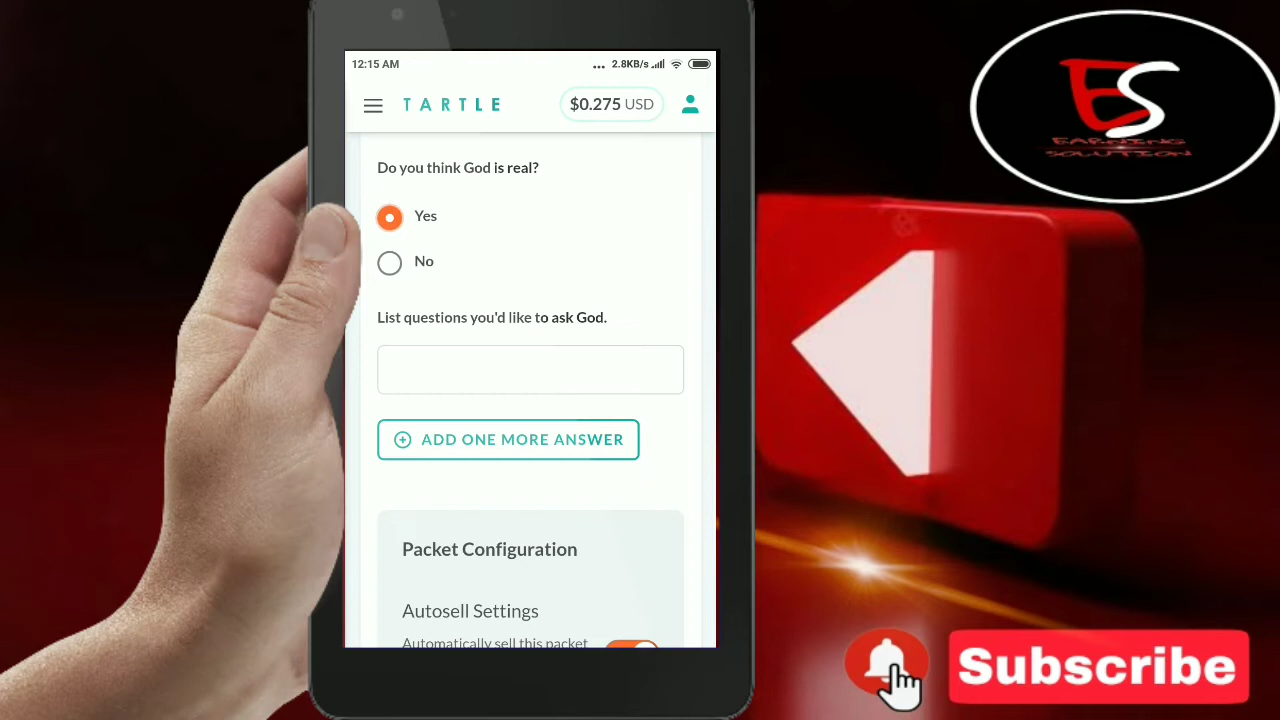 12:15 AM
... 2.8KB/s
TARTLE
$0.275 USD
Do you think God is real?
Yes
No
List questions you'd like to ask God.
ADD ONE MORE ANSWER
Packet Configuration
Autosell Settings
Automatically sell this packet
ES
EARNING
SOLUTION
Subscribe